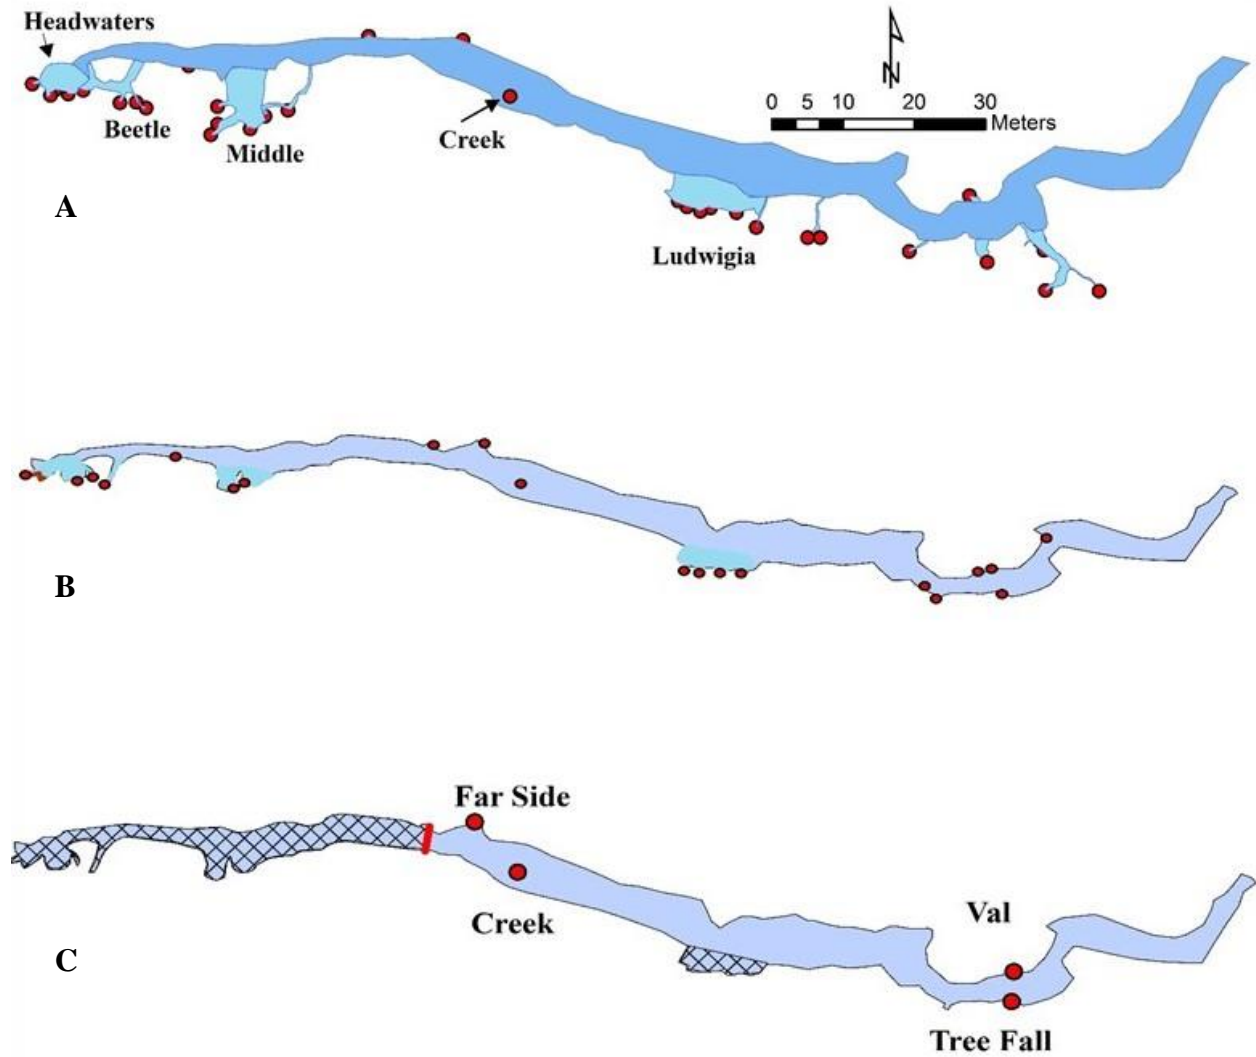 Headwaters
N
0 5 10 20 30
Meters
Beetle
Creek
Middle
A
Ludwigia
B
Far Side
Val
Creek
C
Tree Fall